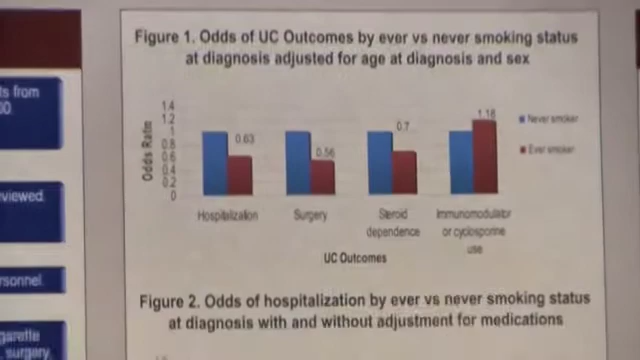 ts from
00.
viewed.
rsonnel.
garette
surgery.
Figure 1. Odds of UC Outcomes by ever vs never smoking status
at diagnosis adjusted for age at diagnosis and sex
Odds Ratio
1.4
1.2
1
0.8
0.6
0.4
0.2
0
0.63
0.56
0.7
1.18
Never smoker
Ever smoker
Hospitalization
Surgery
Steroid
dependence
Immunomodulator
or cyclosporine
use
UC Outcomes
Figure 2. Odds of hospitalization by ever vs never smoking status
at diagnosis with and without adjustment for medications